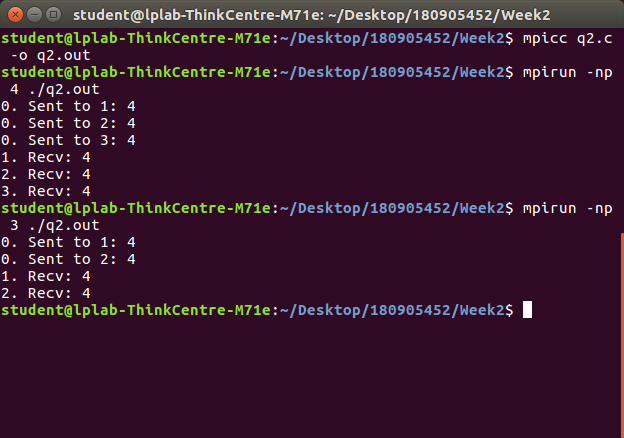 student@lplab-ThinkCentre-M71e: ~/Desktop/180905452/Week2
student@lplab-ThinkCentre-M71e:~/Desktop/180905452/Week2$ mpicc q2.c
 -o q2.out
student@lplab-ThinkCentre-M71e:~/Desktop/180905452/Week2$ mpirun -np
 4 ./q2.out
0. Sent to 1: 4
0. Sent to 2: 4
0. Sent to 3: 4
1. Recv: 4
2. Recv: 4
3. Recv: 4
student@lplab-ThinkCentre-M71e:~/Desktop/180905452/Week2$ mpirun -np
 3 ./q2.out
0. Sent to 1: 4
0. Sent to 2: 4
1. Recv: 4
2. Recv: 4
student@lplab-ThinkCentre-M71e:~/Desktop/180905452/Week2$